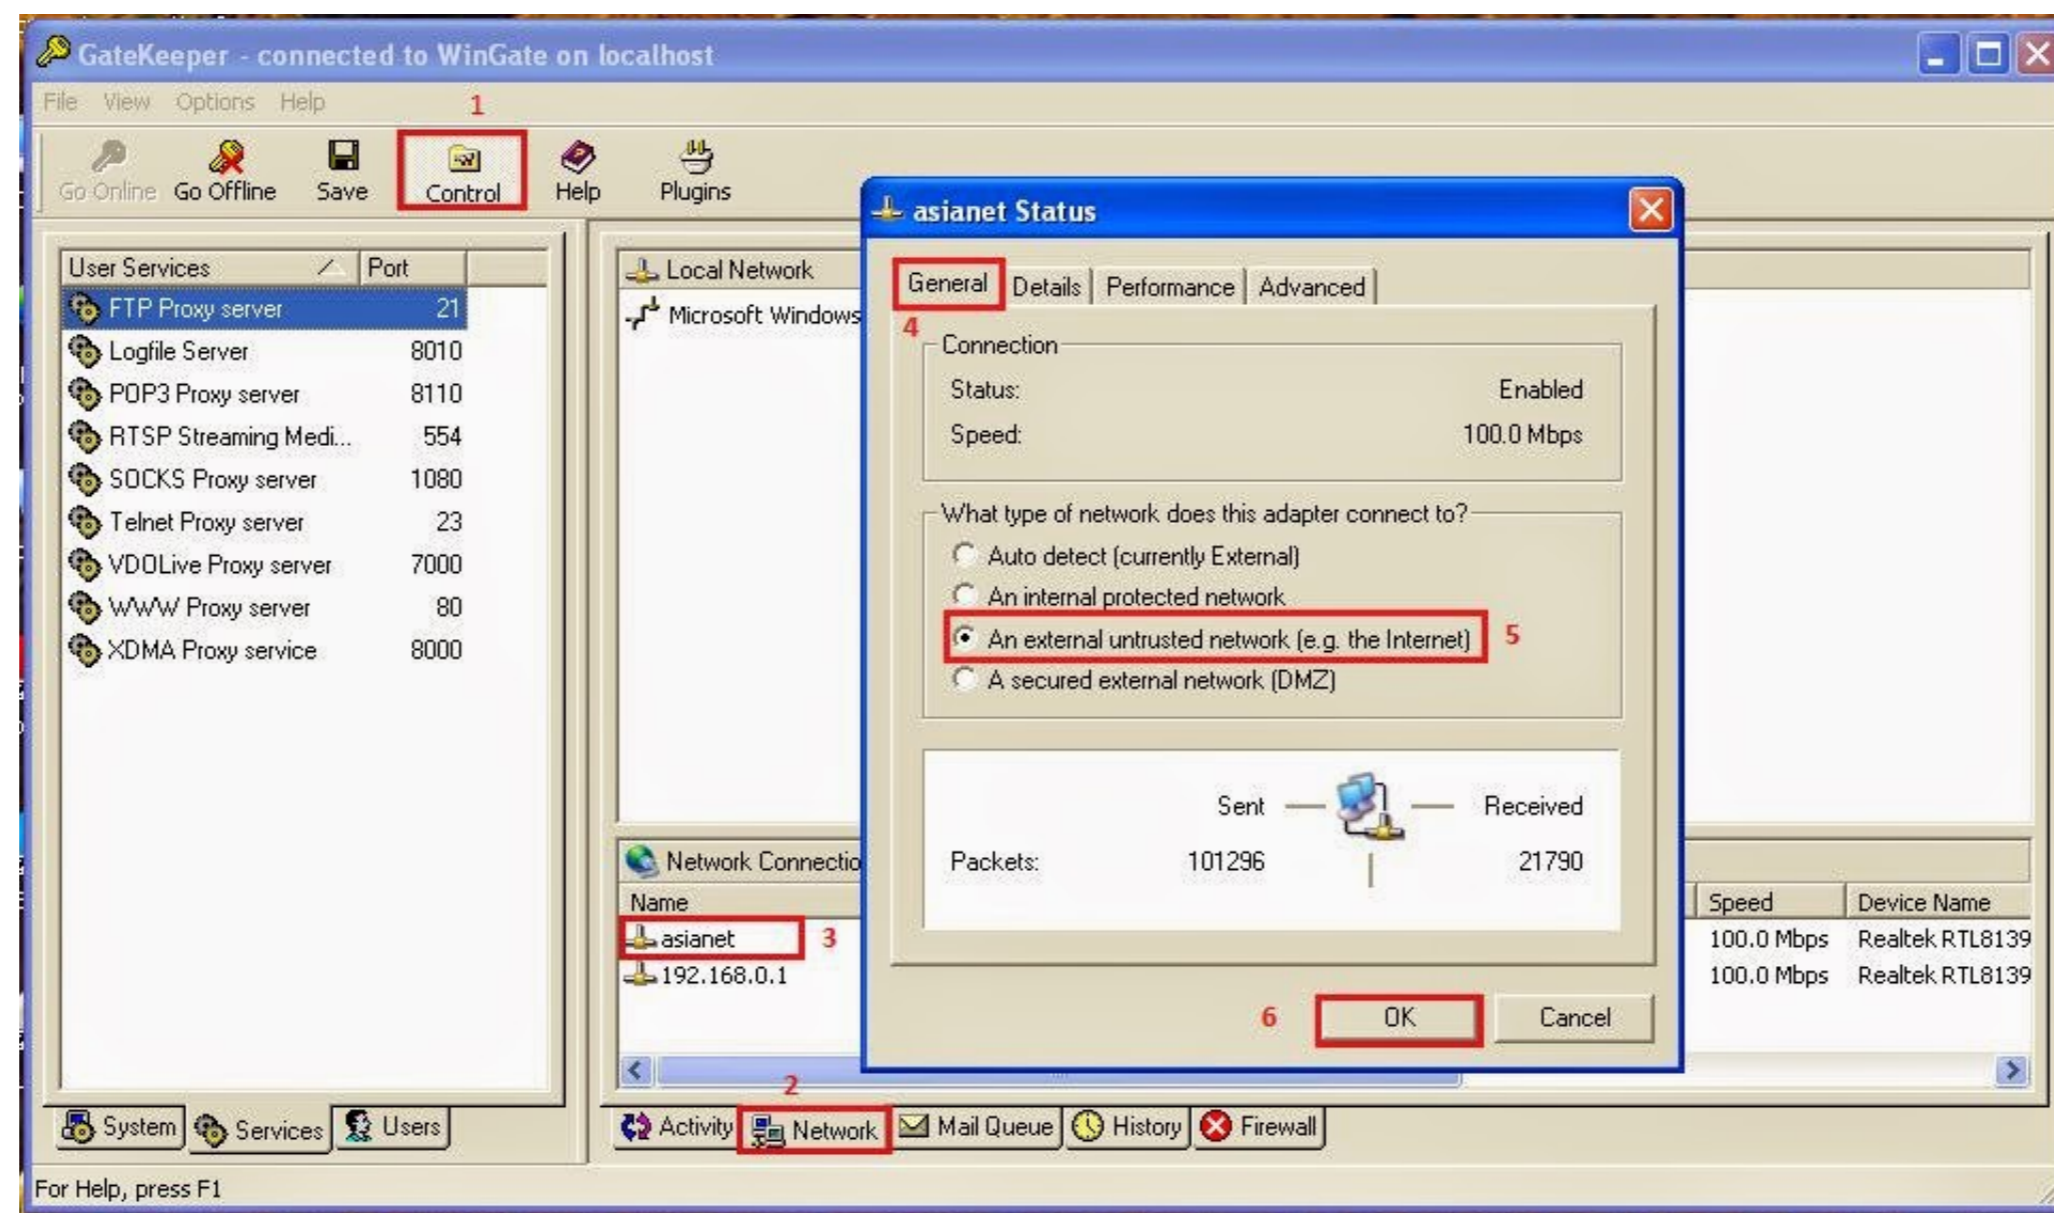 GateKeeper - connected to WinGate on localhost
File View Options Help
1
Go Online Go Offline Save Control Help Plugins
User Services Port
FTP Proxy server 21
Logfile Server 8010
POP3 Proxy server 8110
RTSP Streaming Medi... 554
SOCKS Proxy server 1080
Telnet Proxy server 23
VDOLive Proxy server 7000
WWW Proxy server 80
XDMA Proxy service 8000
System Services Users
Local Network
Microsoft Windows
asianet Status
General Details Performance Advanced
4
Connection
Status: Enabled
Speed: 100.0 Mbps
What type of network does this adapter connect to?
Auto detect (currently External)
An internal protected network
An external untrusted network (e.g. the Internet) 5
A secured external network (DMZ)
Sent Received
Packets: 101296 21790
6 OK Cancel
Network Connectio
Name Speed Device Name
asianet 3 100.0 Mbps Realtek RTL8139
192.168.0.1 100.0 Mbps Realtek RTL8139
2
Activity Network Mail Queue History Firewall
For Help, press F1